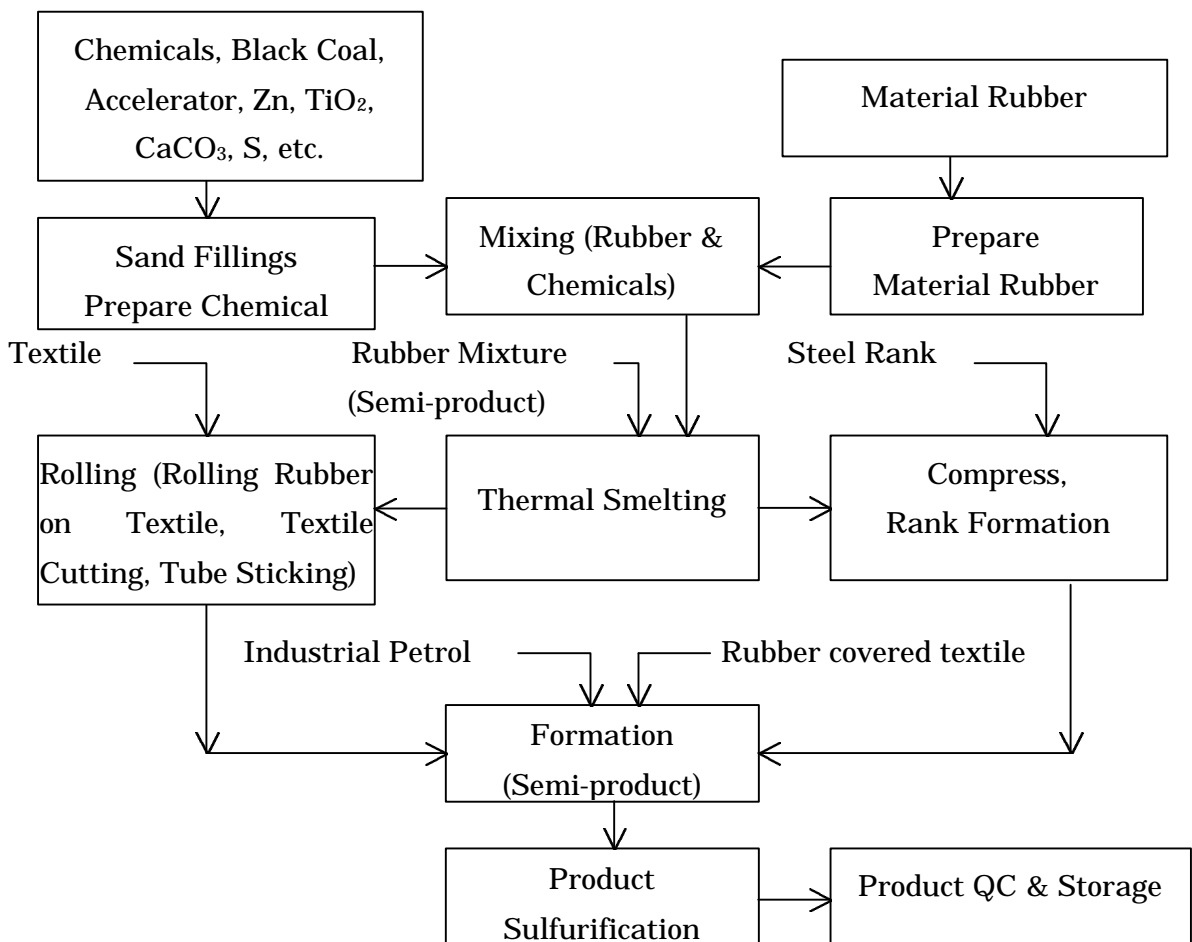 Chemicals, Black Coal,
Accelerator, Zn, TiO₂,
CaCO₃, S, etc.
Material Rubber
Sand Fillings
Prepare Chemical
Mixing (Rubber &
Chemicals)
Prepare
Material Rubber
Textile
Rubber Mixture
(Semi-product)
Steel Rank
Rolling (Rolling Rubber
on Textile, Textile
Cutting, Tube Sticking)
Thermal Smelting
Compress,
Rank Formation
Industrial Petrol
Rubber covered textile
Formation
(Semi-product)
Product
Sulfurification
Product QC & Storage